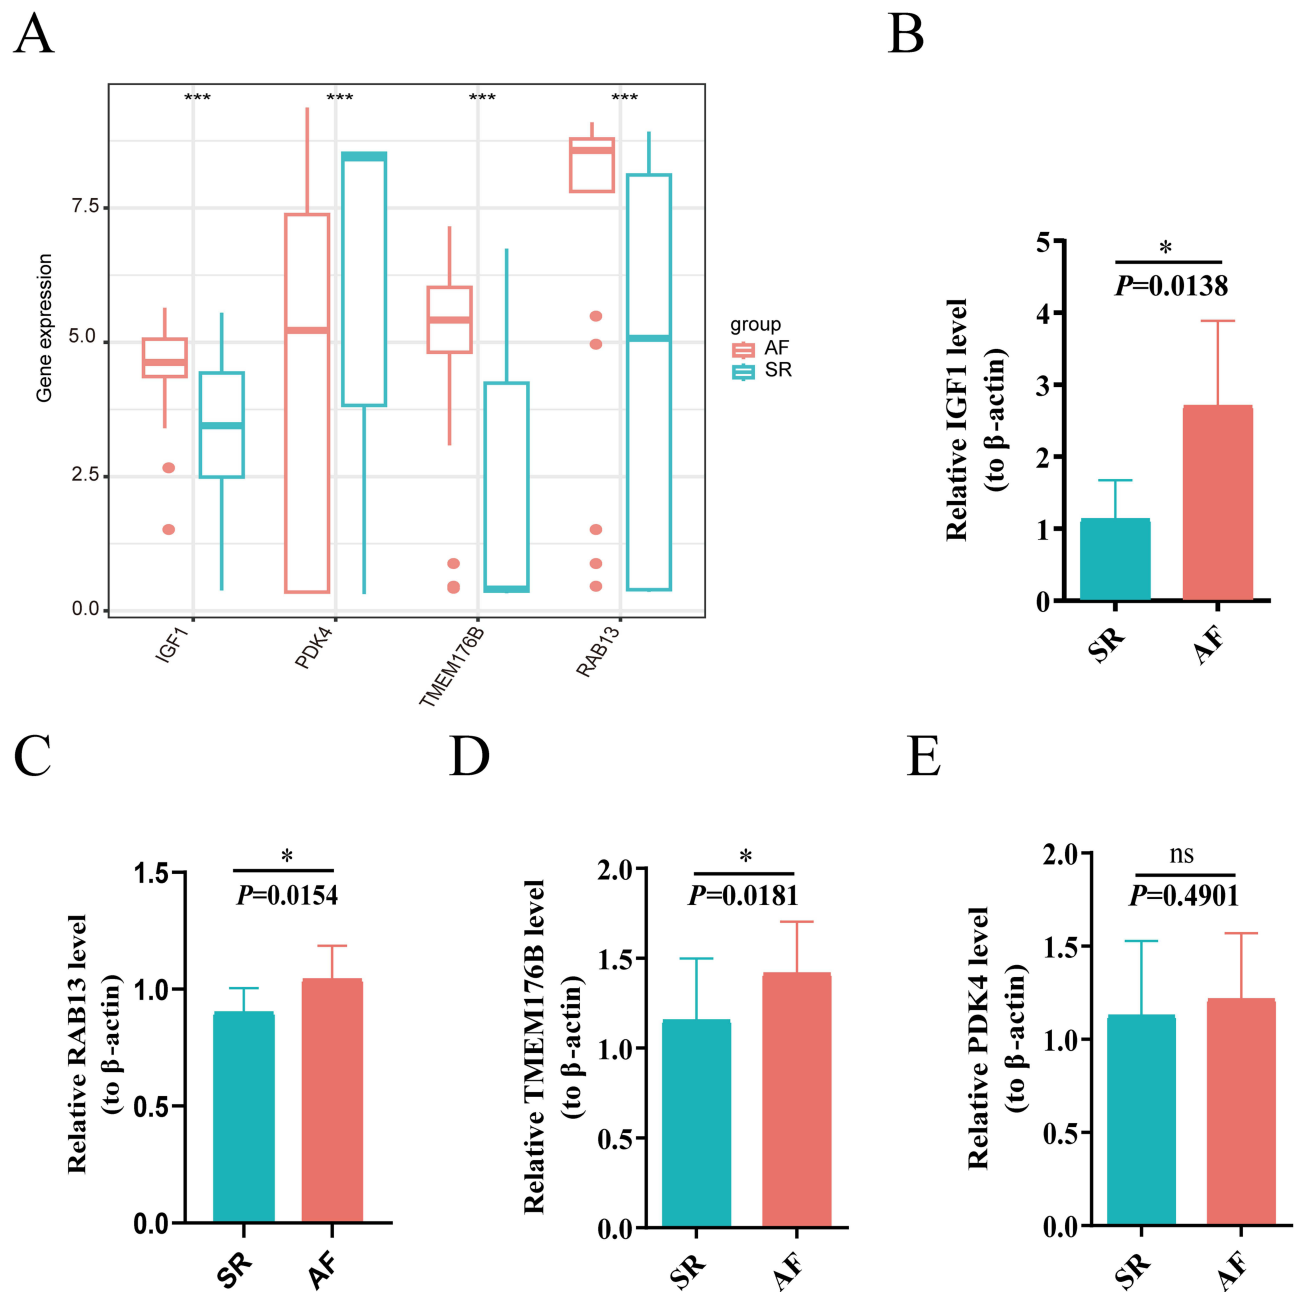 A
B
*** *** *** ***
7.5
5.0
2.5
0.0
Gene expression
IGF1
PDK4
TMEM176B
RAB13
group
AF
SR
5
4
3
2
1
0
Relative IGF1 level
(to β-actin)
*
P=0.0138
SR
AF
C
D
E
1.5
1.0
0.5
0.0
Relative RAB13 level
(to β-actin)
*
P=0.0154
SR
AF
2.0
1.5
1.0
0.5
0.0
Relative TMEM176B level
(to β-actin)
*
P=0.0181
SR
AF
2.0
1.5
1.0
0.5
0.0
Relative PDK4 level
(to β-actin)
ns
P=0.4901
SR
AF